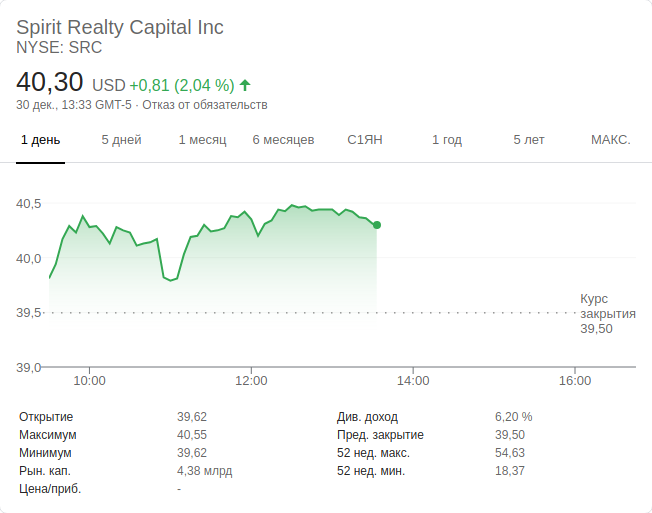 Spirit Realty Capital Inc
NYSE: SRC
40,30 USD +0,81 (2,04 %)
30 дек., 13:33 GMT-5 · Отказ от обязательств
1 день 5 дней 1 месяц 6 месяцев С1ЯН 1 год 5 лет МАКС.
40,5
40,0
39,5
39,0
Курс
закрытия
39,50
10:00 12:00 14:00 16:00
Открытие 39,62 Див. доход 6,20 %
Максимум 40,55 Пред. закрытие 39,50
Минимум 39,62 52 нед. макс. 54,63
Рын. кап. 4,38 млрд 52 нед. мин. 18,37
Цена/приб. -